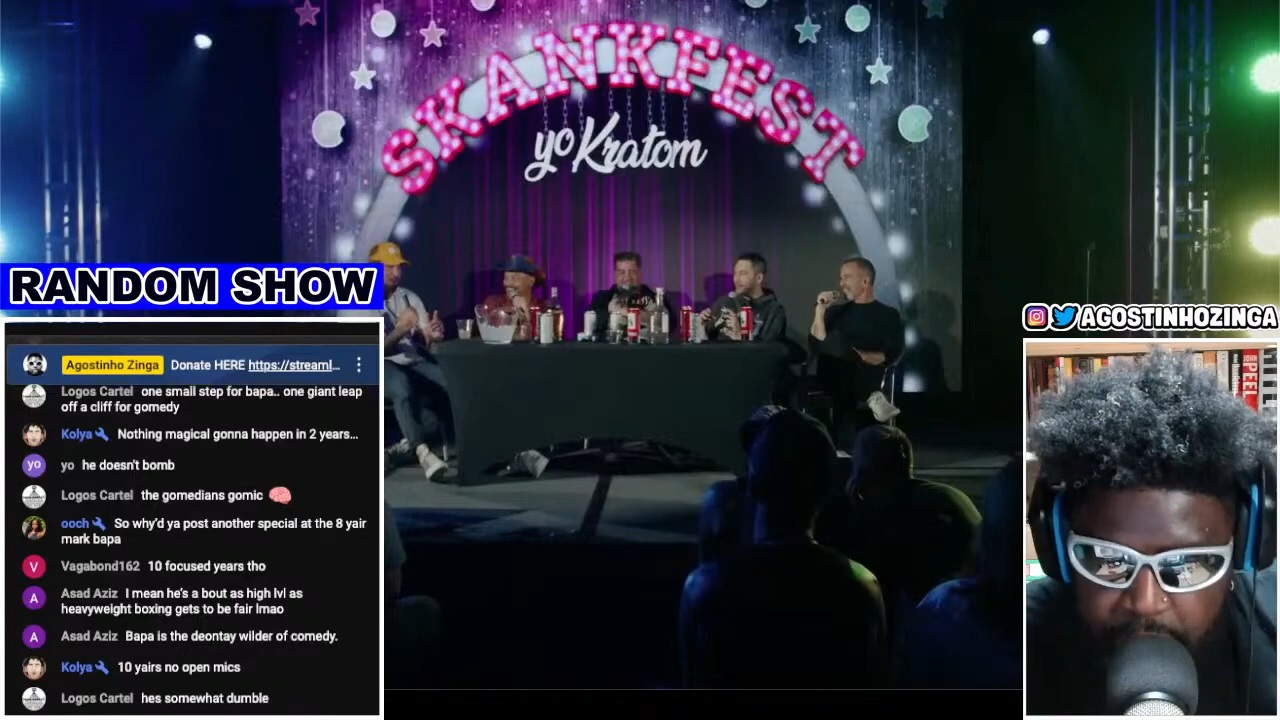 SKANKFEST
yo Kratom
RANDOM SHOW
AGOSTINHOZINGA
Agostinho Zinga Donate HERE https://streaml...
Logos Cartel one small step for bapa.. one giant leap
off a cliff for gomedy
Kolya Nothing magical gonna happen in 2 years...
yo yo he doesn't bomb
Logos Cartel the gomedians gomic
ooch So why'd ya post another special at the 8 yair
mark bapa
V Vagabond162 10 focused years tho
A Asad Aziz I mean he's a bout as high lvl as
heavyweight boxing gets to be fair lmao
A Asad Aziz Bapa is the deontay wilder of comedy.
Kolya 10 yairs no open mics
Logos Cartel hes somewhat dumble
JOHN
PEEL